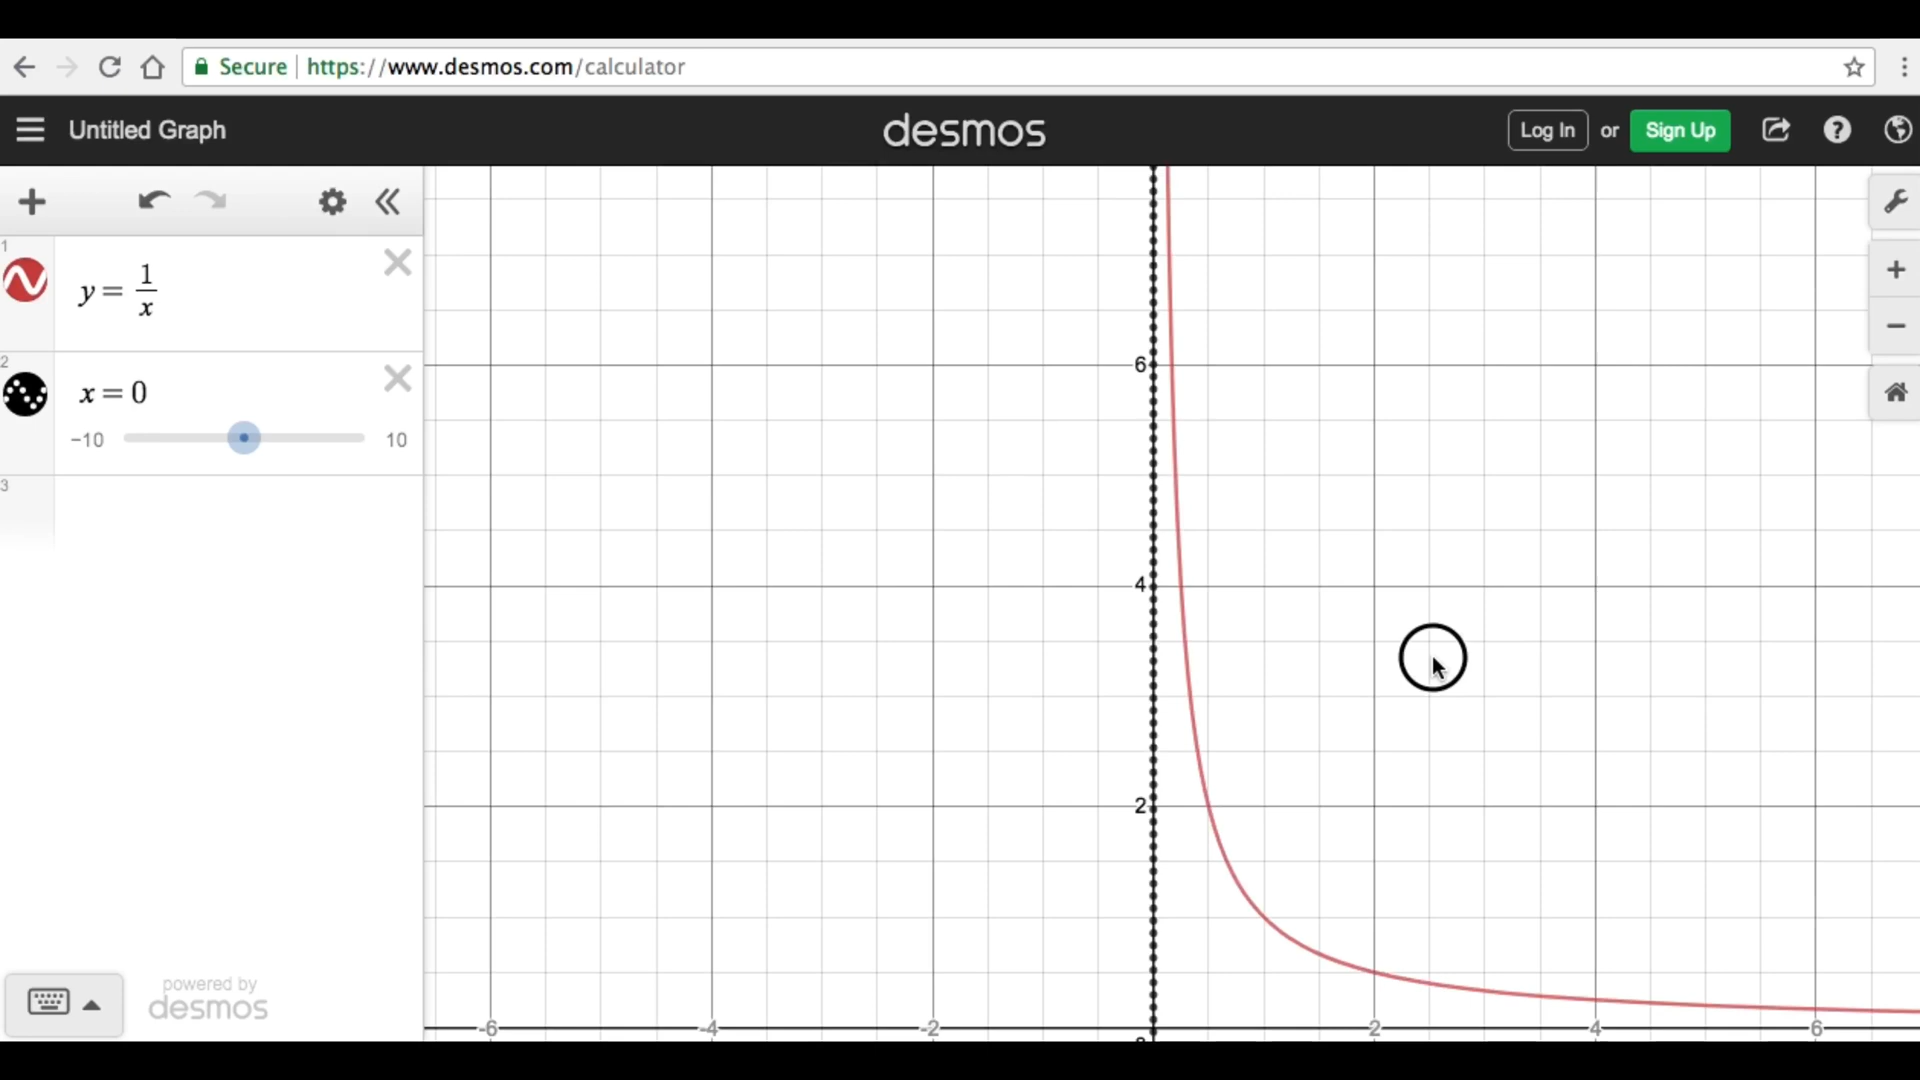 Secure https://www.desmos.com/calculator
Untitled Graph
desmos
Log In or Sign Up
1
y = 1/x
2
x = 0
-10 10
3
6
4
2
-6 -4 -2 2 4 6
powered by
desmos